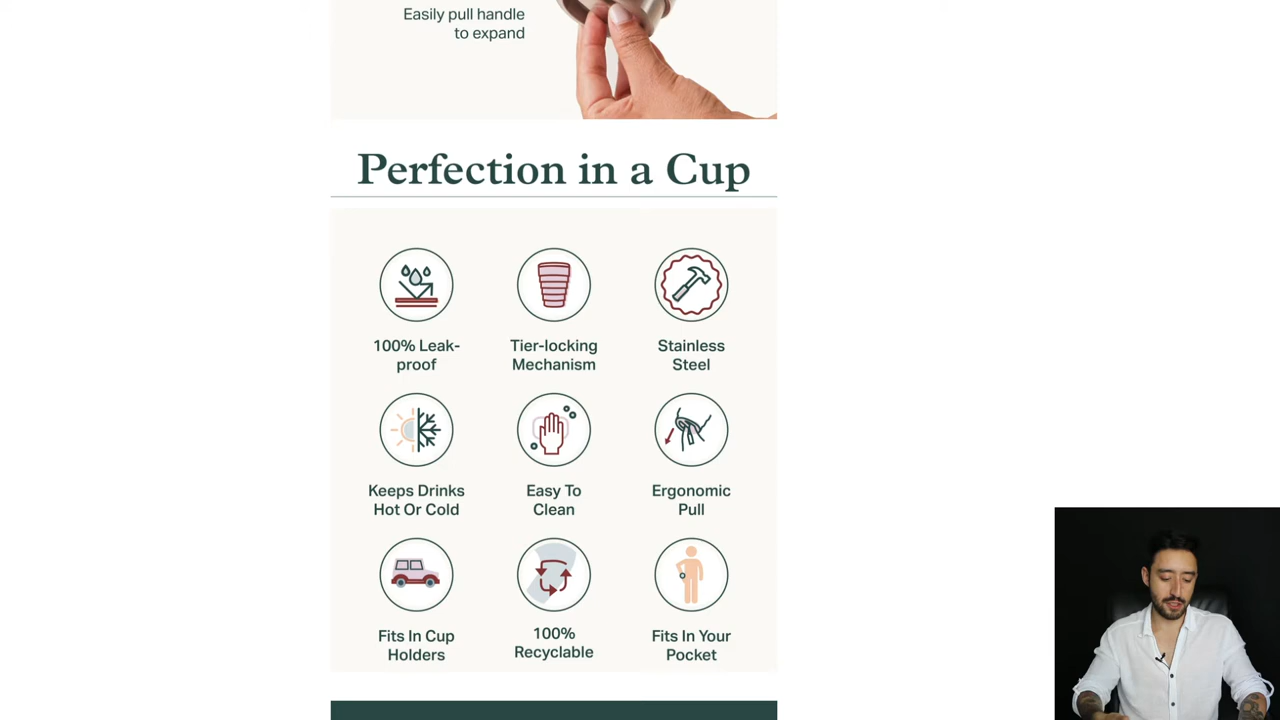 Easily pull handle
to expand
Perfection in a Cup
100% Leak-
proof
Tier-locking
Mechanism
Stainless
Steel
Keeps Drinks
Hot Or Cold
Easy To
Clean
Ergonomic
Pull
Fits In Cup
Holders
100%
Recyclable
Fits In Your
Pocket